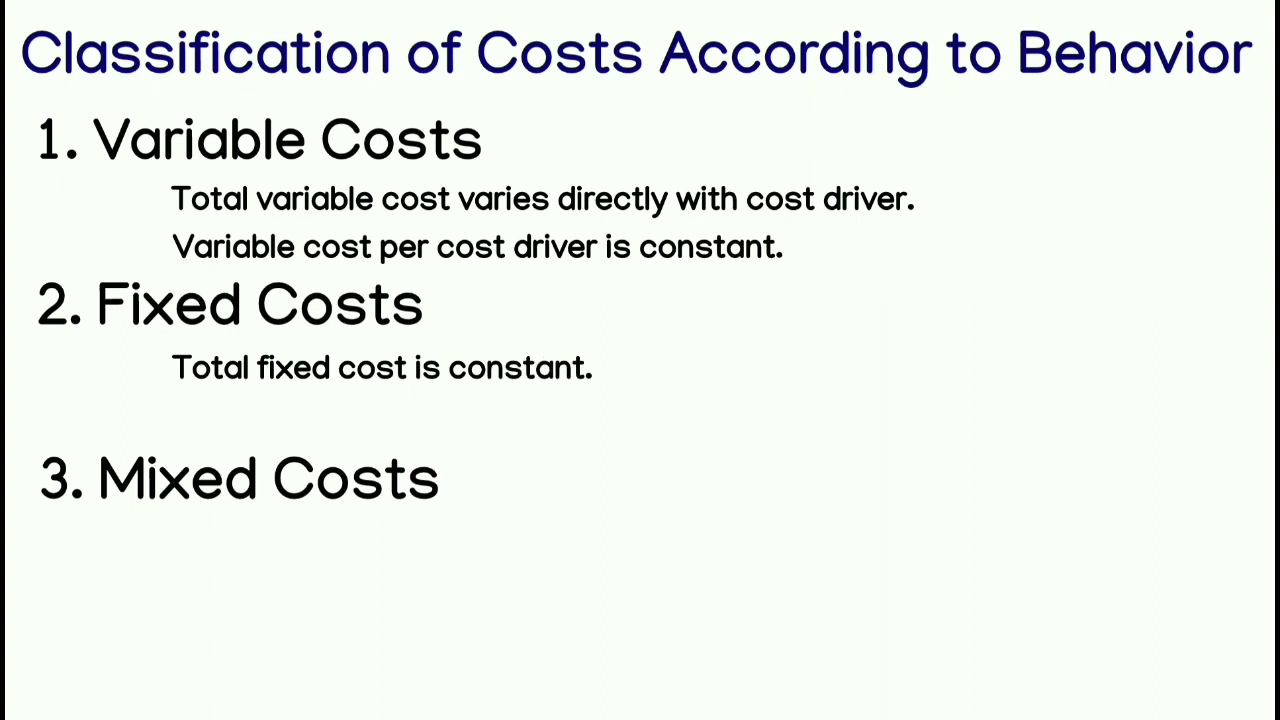 Classification of Costs According to Behavior
1. Variable Costs
Total variable cost varies directly with cost driver.
Variable cost per cost driver is constant.
2. Fixed Costs
Total fixed cost is constant.
3. Mixed Costs